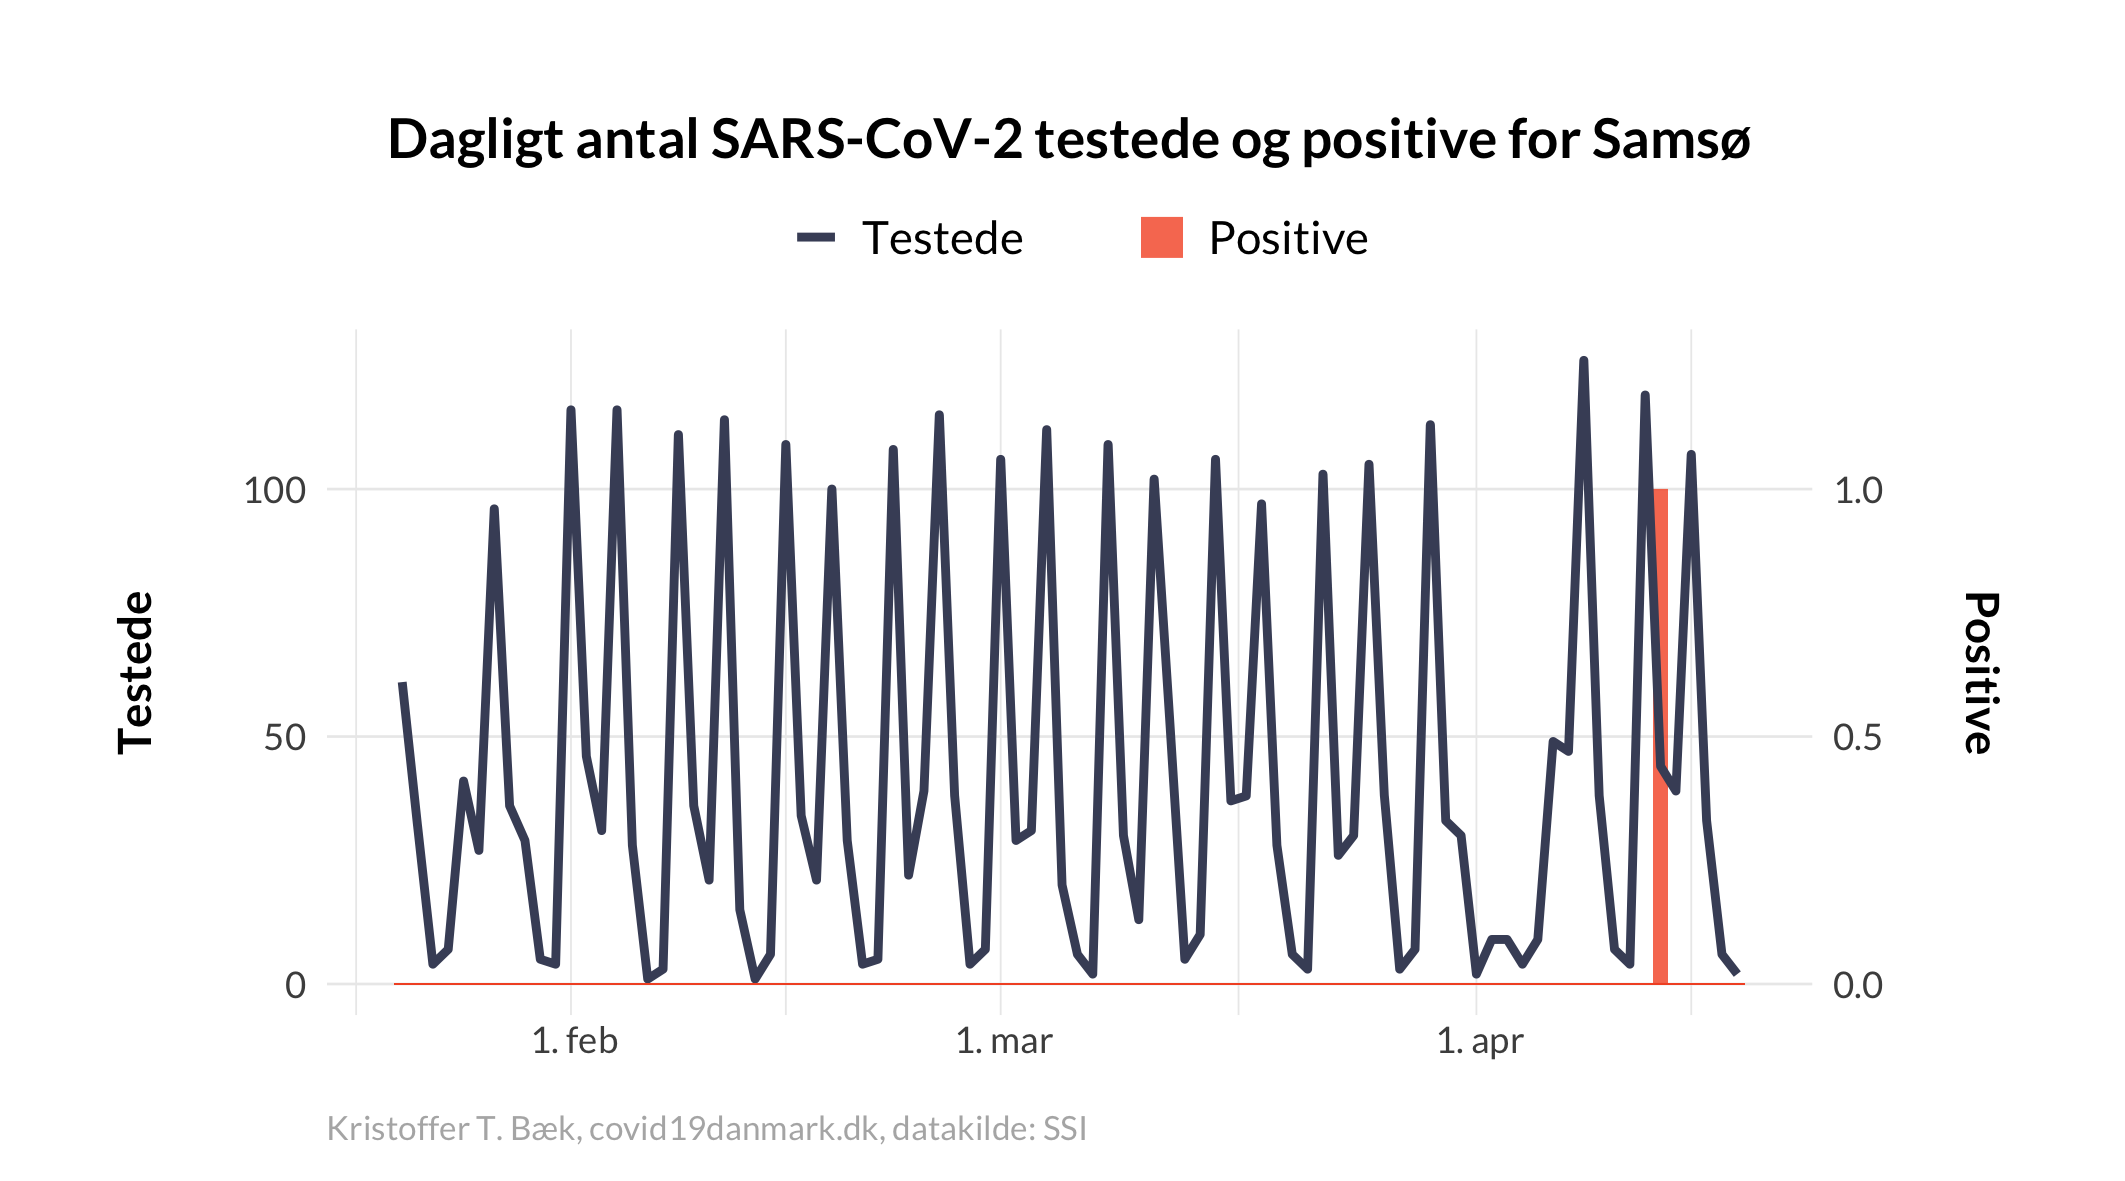 Dagligt antal SARS-CoV-2 testede og positive for Samsø
Testede
Positive
Testede
100
50
0
1.0
0.5
0.0
Positive
1. feb
1. mar
1. apr
Kristoffer T. Bæk, covid19danmark.dk, datakilde: SSI